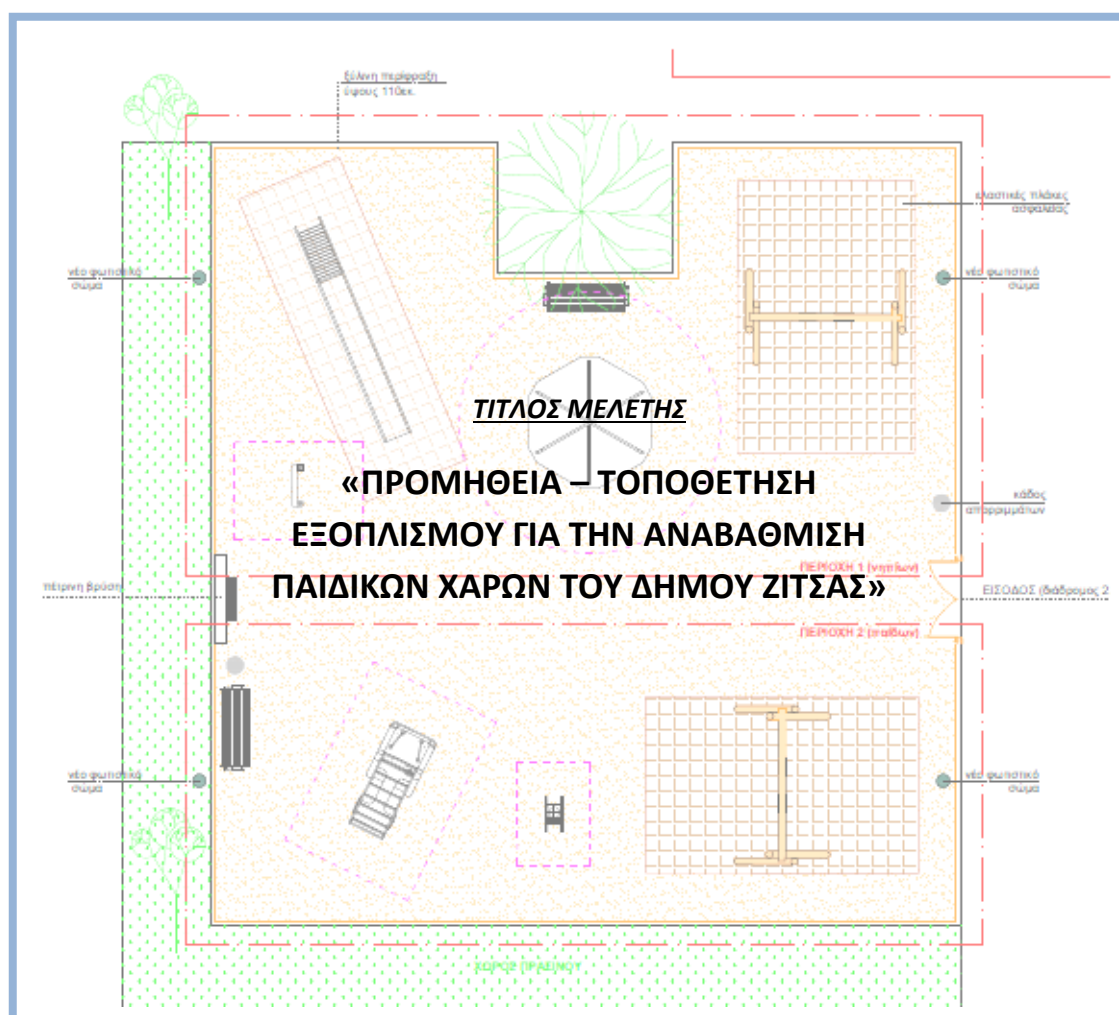 ξύλινη περίφραξη
ύψους 110εκ.
ελαστικές πλάκες
ασφαλείας
νέο φωτιστικό
σώμα
νέο φωτιστικό
σώμα
ΤΙΤΛΟΣ ΜΕΛΕΤΗΣ
«ΠΡΟΜΗΘΕΙΑ – ΤΟΠΟΘΕΤΗΣΗ
ΕΞΟΠΛΙΣΜΟΥ ΓΙΑ ΤΗΝ ΑΝΑΒΑΘΜΙΣΗ
ΠΑΙΔΙΚΩΝ ΧΑΡΩΝ ΤΟΥ ΔΗΜΟΥ ΖΙΤΣΑΣ»
κάδος
απορριμμάτων
ΠΕΡΙΟΧΗ 1 (νηπίων)
πέτρινη βρύση
ΕΙΣΟΔΟΣ (διάδρομος 2
ΠΕΡΙΟΧΗ 2 (παίδων)
νέο φωτιστικό
σώμα
νέο φωτιστικό
σώμα
ΧΩΡΟΣ ΠΡΑΣΙΝΟΥ